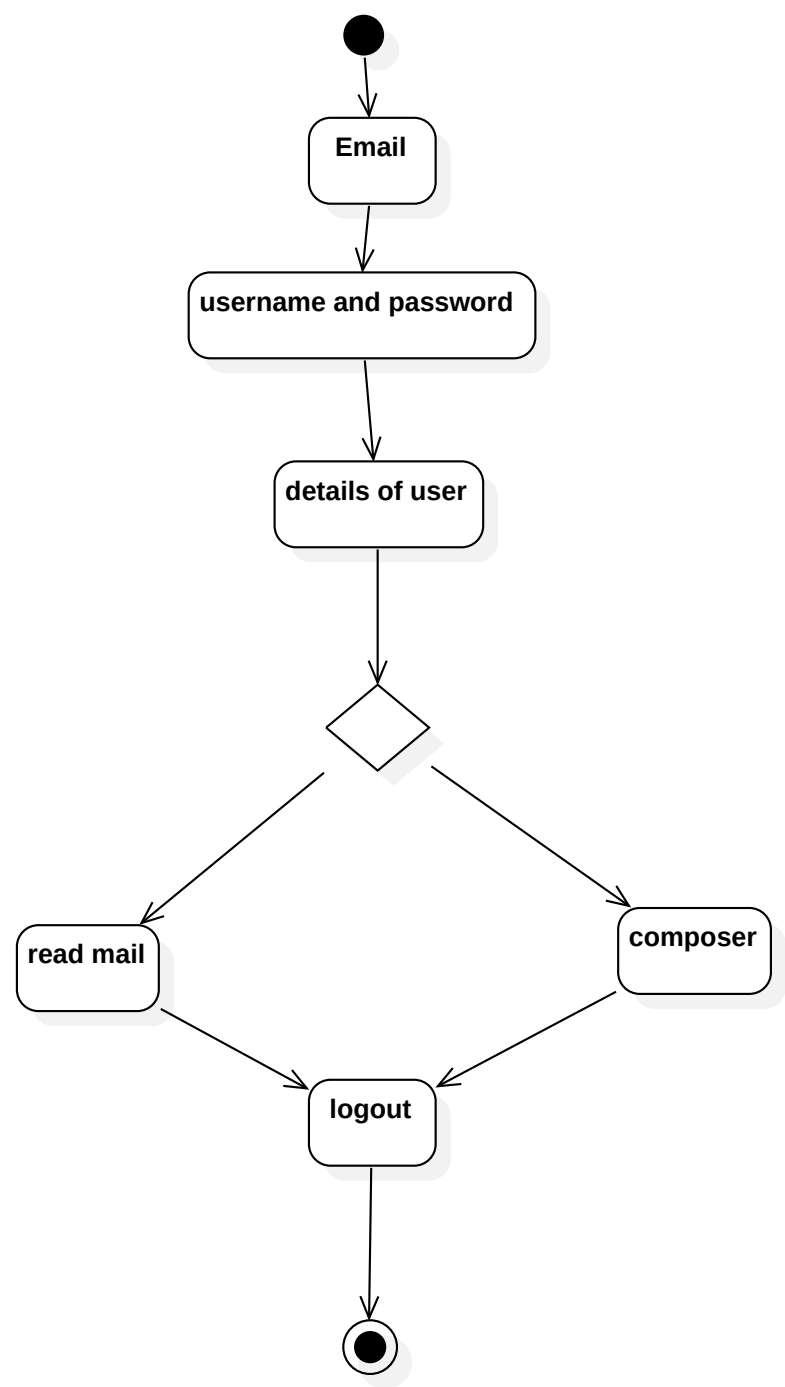 Email
username and password
details of user
read mail
composer
logout